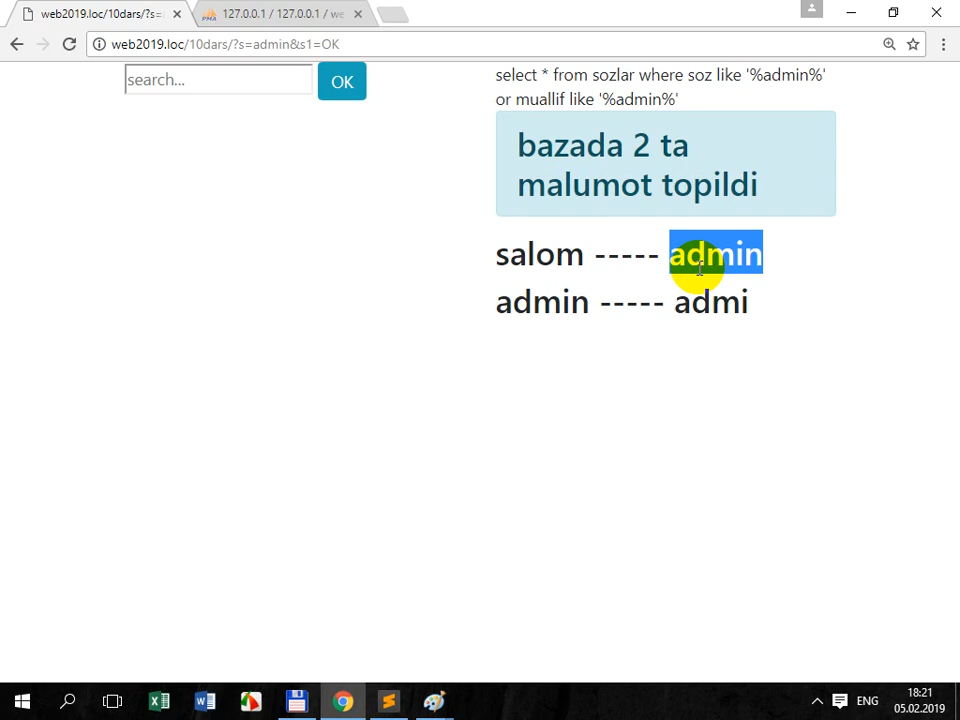 web2019.loc/10dars/?s=
127.0.0.1 / 127.0.0.1 / we
PMA
web2019.loc/10dars/?s=admin&s1=OK
search...
OK
select * from sozlar where soz like '%admin%'
or muallif like '%admin%'
bazada 2 ta
malumot topildi
salom ----- admin
admin ----- admi
ENG
18:21
05.02.2019